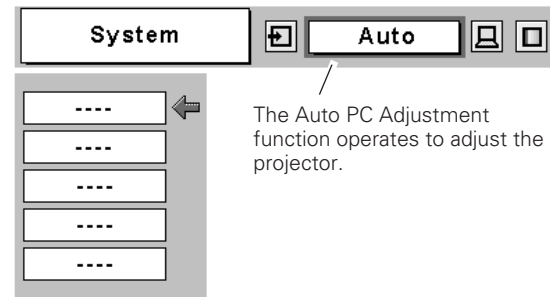 System
Auto
The Auto PC Adjustment
function operates to adjust the
projector.
----
----
----
----
----